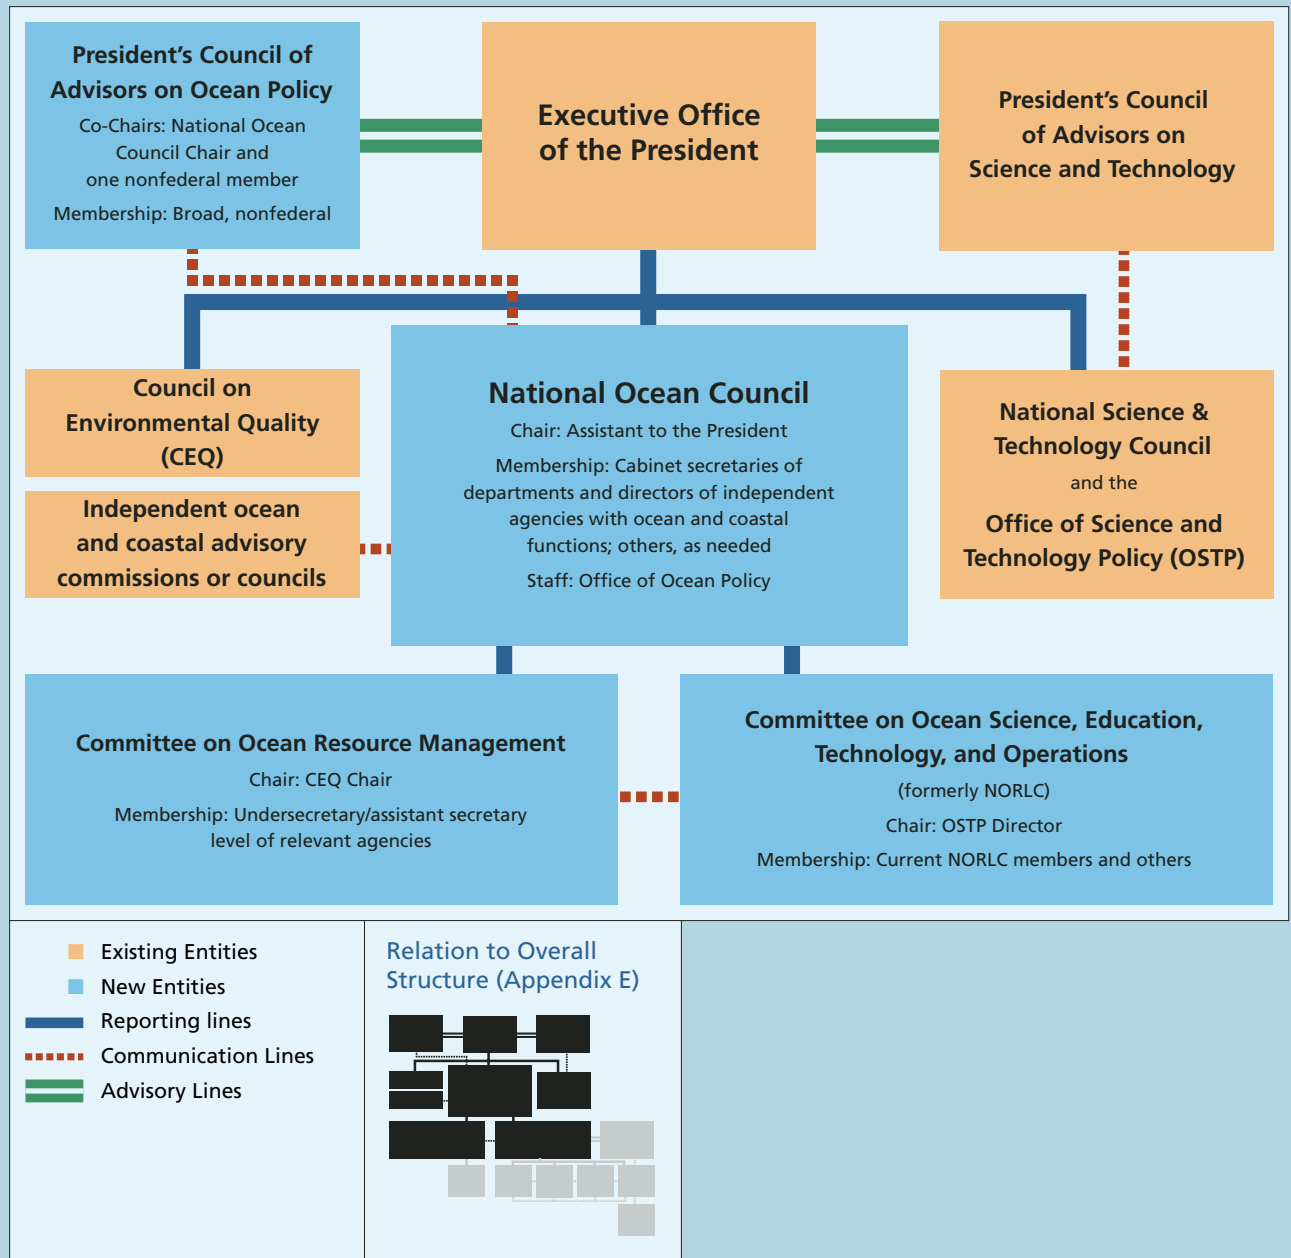 President’s Council of
Advisors on Ocean Policy
Co-Chairs: National Ocean
Council Chair and
one nonfederal member
Membership: Broad, nonfederal
Executive Office
of the President
President’s Council
of Advisors on
Science and Technology
Council on
Environmental Quality
(CEQ)
Independent ocean
and coastal advisory
commissions or councils
National Ocean Council
Chair: Assistant to the President
Membership: Cabinet secretaries of
departments and directors of independent
agencies with ocean and coastal
functions; others, as needed
Staff: Office of Ocean Policy
National Science &
Technology Council
and the
Office of Science and
Technology Policy (OSTP)
Committee on Ocean Resource Management
Chair: CEQ Chair
Membership: Undersecretary/assistant secretary
level of relevant agencies
Committee on Ocean Science, Education,
Technology, and Operations
(formerly NORLC)
Chair: OSTP Director
Membership: Current NORLC members and others
Existing Entities
New Entities
Reporting lines
Communication Lines
Advisory Lines
Relation to Overall
Structure (Appendix E)